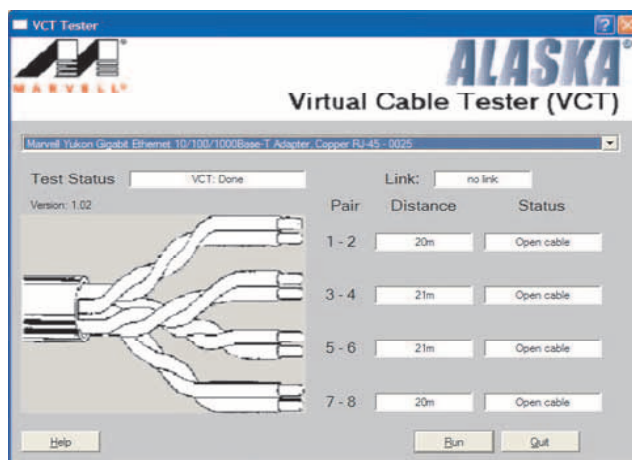 VCT Tester
MARVELL®
ALASKA®
Virtual Cable Tester (VCT)
Marvell Yukon Gigabit Ethernet 10/100/1000Base-T Adapter, Copper RJ-45 - 0025
Test Status VCT: Done Link: no link
Version: 1.02
Pair Distance Status
1 - 2 20m Open cable
3 - 4 21m Open cable
5 - 6 21m Open cable
7 - 8 20m Open cable
Help Run Quit